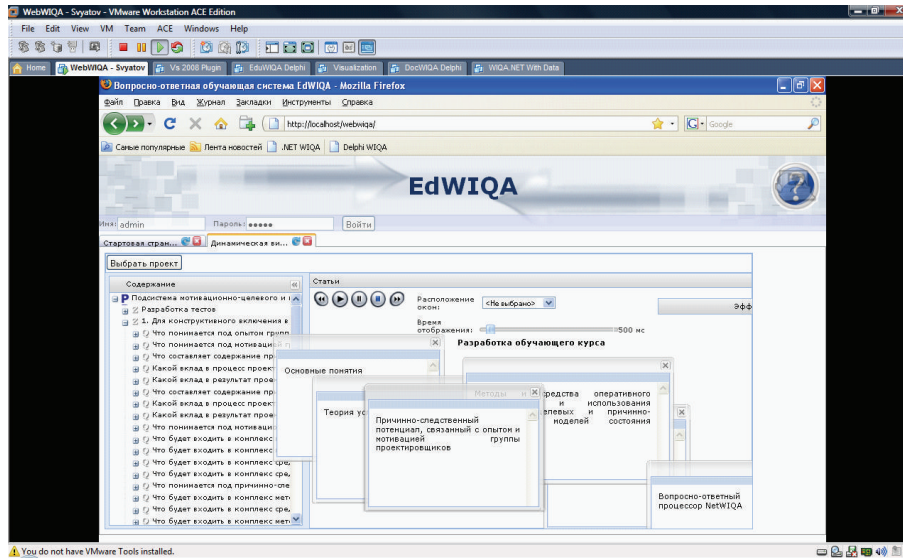 WebWIQA - Svyatov - VMware Workstation ACE Edition
File Edit View VM Team ACE Windows Help
Home WebWIQA - Svyatov Vs 2008 Plugin EduWIQA Delphi Visualization DocWIQA Delphi WIQA.NET With Data
Вопросно-ответная обучающая система EdWIQA - Mozilla Firefox
Файл Правка Вид Журнал Закладки Инструменты Справка
http://localhost/webwiqa/ Google
Самые популярные Лента новостей .NET WIQA Delphi WIQA
EdWIQA
Имя: admin Пароль: ●●●●● Войти
Стартовая стран... Динамическая ви...
Выбрать проект
Содержание
Подсистема мотивационно-целевого и
Разработка тестов
1. Для конструктивного включения в
Что понимается под опытом групп
Что понимается под мотивацией
Что составляет содержание пр
Какой вклад в процесс проект
Какой вклад в результат прое
Что составляет содержание пр
Какой вклад в процесс проект
Какой вклад в результат прое
Что понимается под мотиваци
Что будет входить в комплекс
Что будет входить в комплекс
Что будет входить в комплекс сре,
Что будет входить в комплекс сре,
Что понимается под причинно-сле
Что будет входить в комплекс мет
Что будет входить в комплекс сре,
Что будет входить в комплекс мет
Статьи
Расположение окон: <Не выбрано>
Эфф
Время отображения: 500 мс
Разработка обучающего курса
Основные понятия
Теория ус
Методы и средства оперативного
и использования
целевых и причинно-
моделей состояния
Причинно-следственный
потенциал, связанный с опытом и
мотивацией группы
проектировщиков
Вопросно-ответный
процессор NetWIQA
You do not have VMware Tools installed.